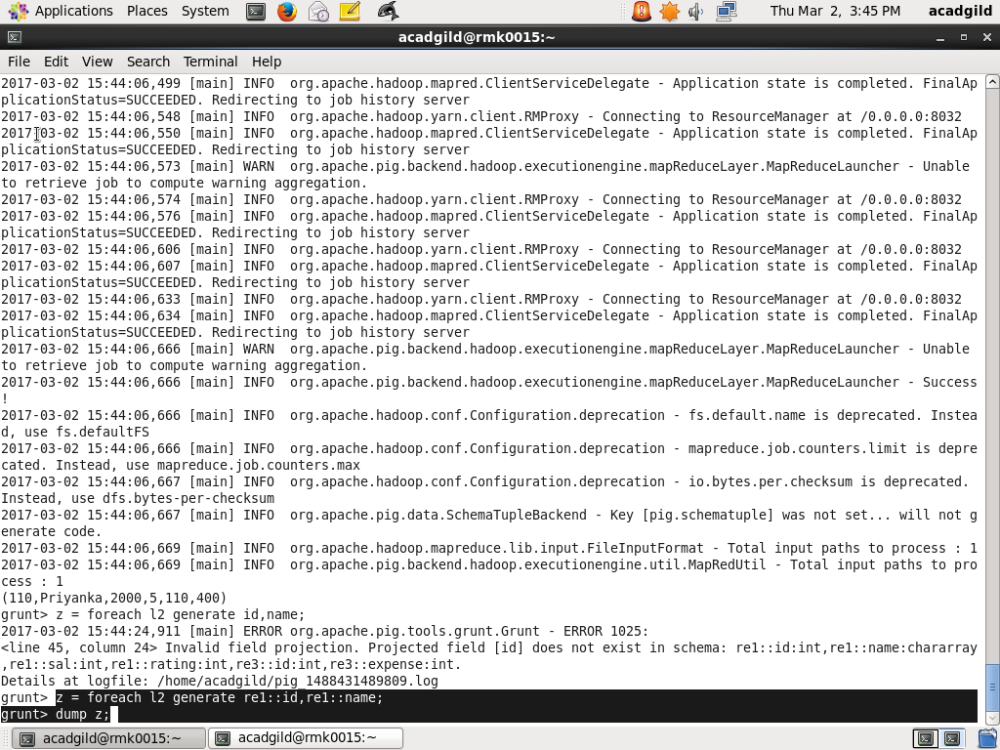 Applications Places System Thu Mar 2, 3:45 PM acadgild
acadgild@rmk0015:~
File Edit View Search Terminal Help
2017-03-02 15:44:06,499 [main] INFO  org.apache.hadoop.mapred.ClientServiceDelegate - Application state is completed. FinalAp
plicationStatus=SUCCEEDED. Redirecting to job history server
2017-03-02 15:44:06,548 [main] INFO  org.apache.hadoop.yarn.client.RMProxy - Connecting to ResourceManager at /0.0.0.0:8032
2017-03-02 15:44:06,550 [main] INFO  org.apache.hadoop.mapred.ClientServiceDelegate - Application state is completed. FinalAp
plicationStatus=SUCCEEDED. Redirecting to job history server
2017-03-02 15:44:06,573 [main] WARN  org.apache.pig.backend.hadoop.executionengine.mapReduceLayer.MapReduceLauncher - Unable
to retrieve job to compute warning aggregation.
2017-03-02 15:44:06,574 [main] INFO  org.apache.hadoop.yarn.client.RMProxy - Connecting to ResourceManager at /0.0.0.0:8032
2017-03-02 15:44:06,576 [main] INFO  org.apache.hadoop.mapred.ClientServiceDelegate - Application state is completed. FinalAp
plicationStatus=SUCCEEDED. Redirecting to job history server
2017-03-02 15:44:06,606 [main] INFO  org.apache.hadoop.yarn.client.RMProxy - Connecting to ResourceManager at /0.0.0.0:8032
2017-03-02 15:44:06,607 [main] INFO  org.apache.hadoop.mapred.ClientServiceDelegate - Application state is completed. FinalAp
plicationStatus=SUCCEEDED. Redirecting to job history server
2017-03-02 15:44:06,633 [main] INFO  org.apache.hadoop.yarn.client.RMProxy - Connecting to ResourceManager at /0.0.0.0:8032
2017-03-02 15:44:06,634 [main] INFO  org.apache.hadoop.mapred.ClientServiceDelegate - Application state is completed. FinalAp
plicationStatus=SUCCEEDED. Redirecting to job history server
2017-03-02 15:44:06,666 [main] WARN  org.apache.pig.backend.hadoop.executionengine.mapReduceLayer.MapReduceLauncher - Unable
to retrieve job to compute warning aggregation.
2017-03-02 15:44:06,666 [main] INFO  org.apache.pig.backend.hadoop.executionengine.mapReduceLayer.MapReduceLauncher - Success
!
2017-03-02 15:44:06,666 [main] INFO  org.apache.hadoop.conf.Configuration.deprecation - fs.default.name is deprecated. Instea
d, use fs.defaultFS
2017-03-02 15:44:06,666 [main] INFO  org.apache.hadoop.conf.Configuration.deprecation - mapreduce.job.counters.limit is depre
cated. Instead, use mapreduce.job.counters.max
2017-03-02 15:44:06,667 [main] INFO  org.apache.hadoop.conf.Configuration.deprecation - io.bytes.per.checksum is deprecated.
Instead, use dfs.bytes-per-checksum
2017-03-02 15:44:06,667 [main] INFO  org.apache.pig.data.SchemaTupleBackend - Key [pig.schematuple] was not set... will not g
enerate code.
2017-03-02 15:44:06,669 [main] INFO  org.apache.hadoop.mapreduce.lib.input.FileInputFormat - Total input paths to process : 1
2017-03-02 15:44:06,669 [main] INFO  org.apache.pig.backend.hadoop.executionengine.util.MapRedUtil - Total input paths to pro
cess : 1
(110,Priyanka,2000,5,110,400)
grunt> z = foreach l2 generate id,name;
2017-03-02 15:44:24,911 [main] ERROR org.apache.pig.tools.grunt.Grunt - ERROR 1025:
<line 45, column 24> Invalid field projection. Projected field [id] does not exist in schema: re1::id:int,re1::name:chararray
,re1::sal:int,re1::rating:int,re3::id:int,re3::expense:int.
Details at logfile: /home/acadgild/pig_1488431489809.log
grunt> z = foreach l2 generate re1::id,re1::name;
grunt> dump z;
acadgild@rmk0015:~ acadgild@rmk0015:~